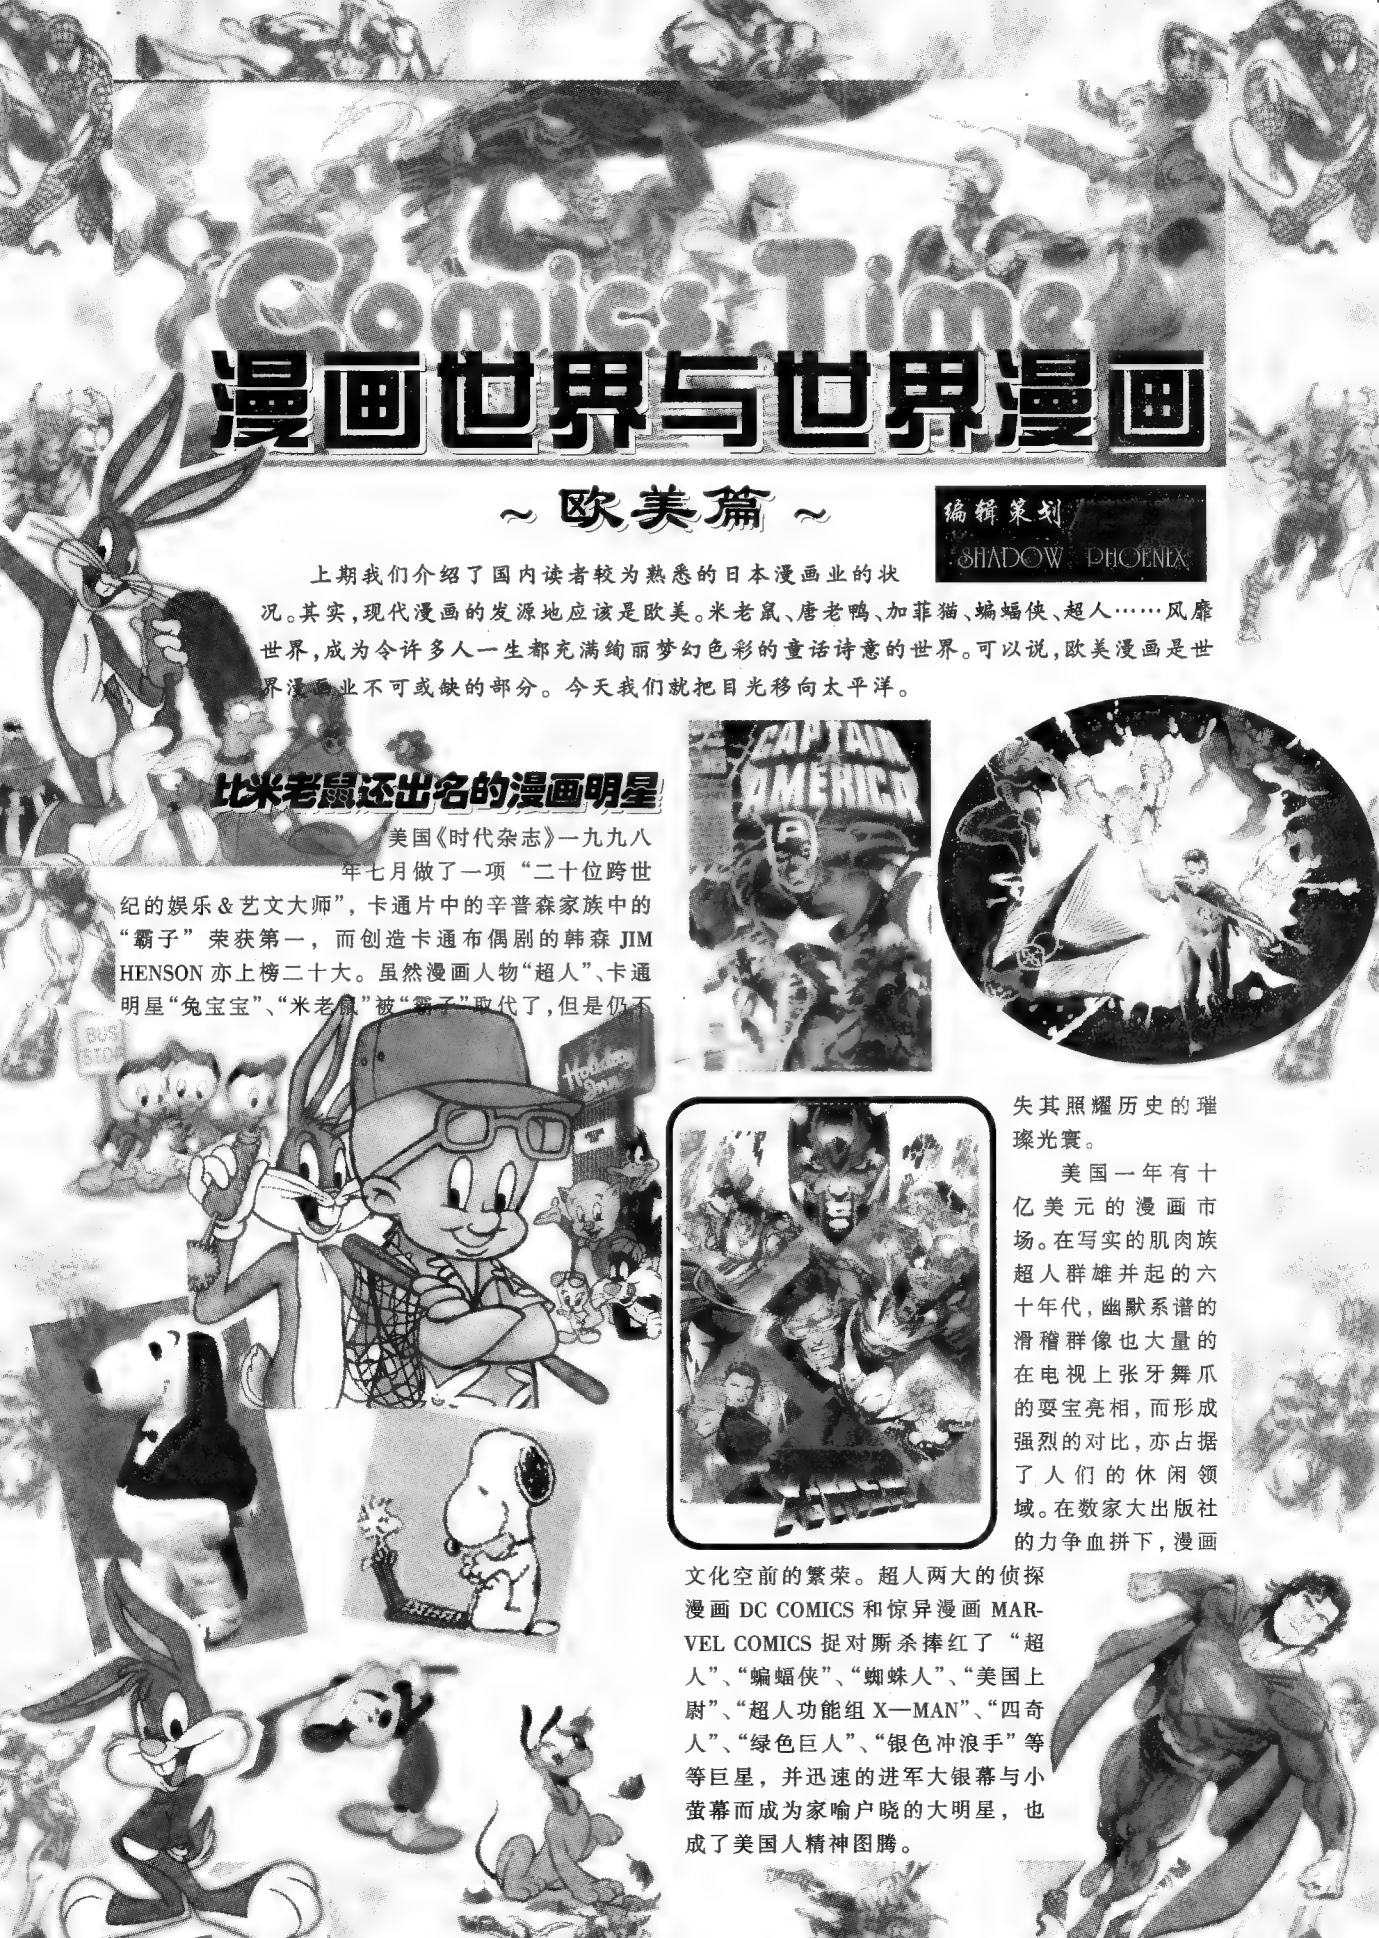 Comics Time
漫画世界与世界漫画
~ 欧美篇 ~
编辑策划
SHADOW PHOENIX
上期我们介绍了国内读者较为熟悉的日本漫画业的状
况。其实,现代漫画的发源地应该是欧美。米老鼠、唐老鸭、加菲猫、蝙蝠侠、超人……风靡
世界,成为令许多人一生都充满绚丽梦幻色彩的童话诗意的世界。可以说,欧美漫画是世
界漫画业不可或缺的部分。今天我们就把目光移向太平洋。
比米老鼠还出名的漫画明星
美国《时代杂志》一九九八
年七月做了一项“二十位跨世
纪的娱乐&艺文大师”，卡通片中的辛普森家族中的
“霸子”荣获第一，而创造卡通布偶剧的韩森 JIM
HENSON 亦上榜二十大。虽然漫画人物“超人”、卡通
明星“兔宝宝”、“米老鼠”被“霸子”取代了,但是仍不
CAPTAIN
AMERICA
BUS
STOP
失其照耀历史的璀
璨光寰。
美国一年有十
亿美元的漫画市
场。在写实的肌肉族
超人群雄并起的六
十年代,幽默系谱的
滑稽群像也大量的
在电视上张牙舞爪
的耍宝亮相,而形成
强烈的对比,亦占据
了人们的休闲领
域。在数家大出版社
的力争血拼下,漫画
文化空前的繁荣。超人两大的侦探
漫画 DC COMICS 和惊异漫画 MAR-
VEL COMICS 捉对厮杀捧红了“超
人”、“蝙蝠侠”、“蜘蛛人”、“美国上
尉”、“超人功能组 X—MAN”、“四奇
人”、“绿色巨人”、“银色冲浪手”等
等巨星，并迅速的进军大银幕与小
萤幕而成为家喻户晓的大明星，也
成了美国人精神图腾。